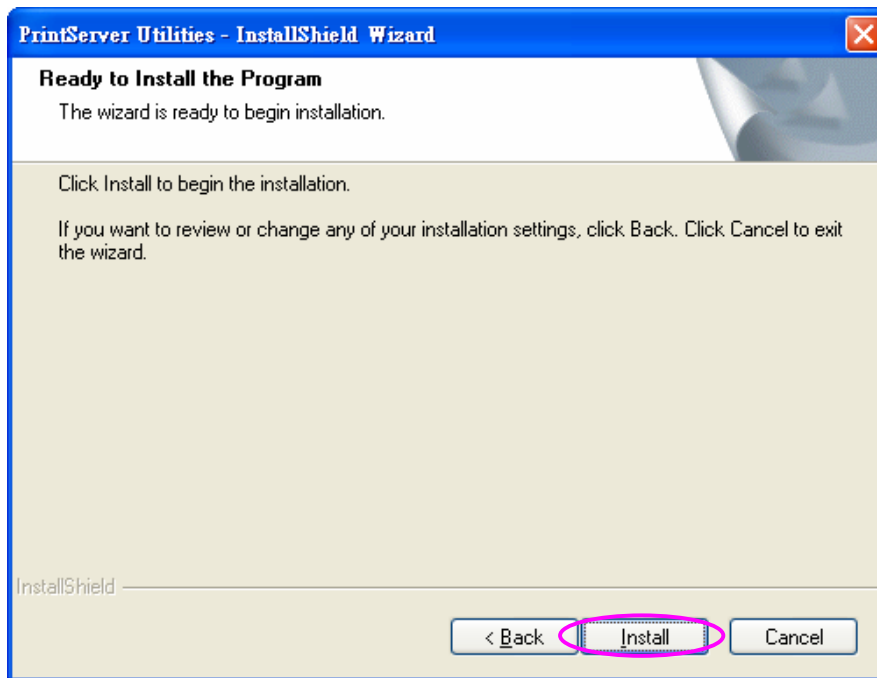 PrintServer Utilities - InstallShield Wizard
Ready to Install the Program
The wizard is ready to begin installation.
Click Install to begin the installation.
If you want to review or change any of your installation settings, click Back. Click Cancel to exit
the wizard.
InstallShield
< Back Install Cancel